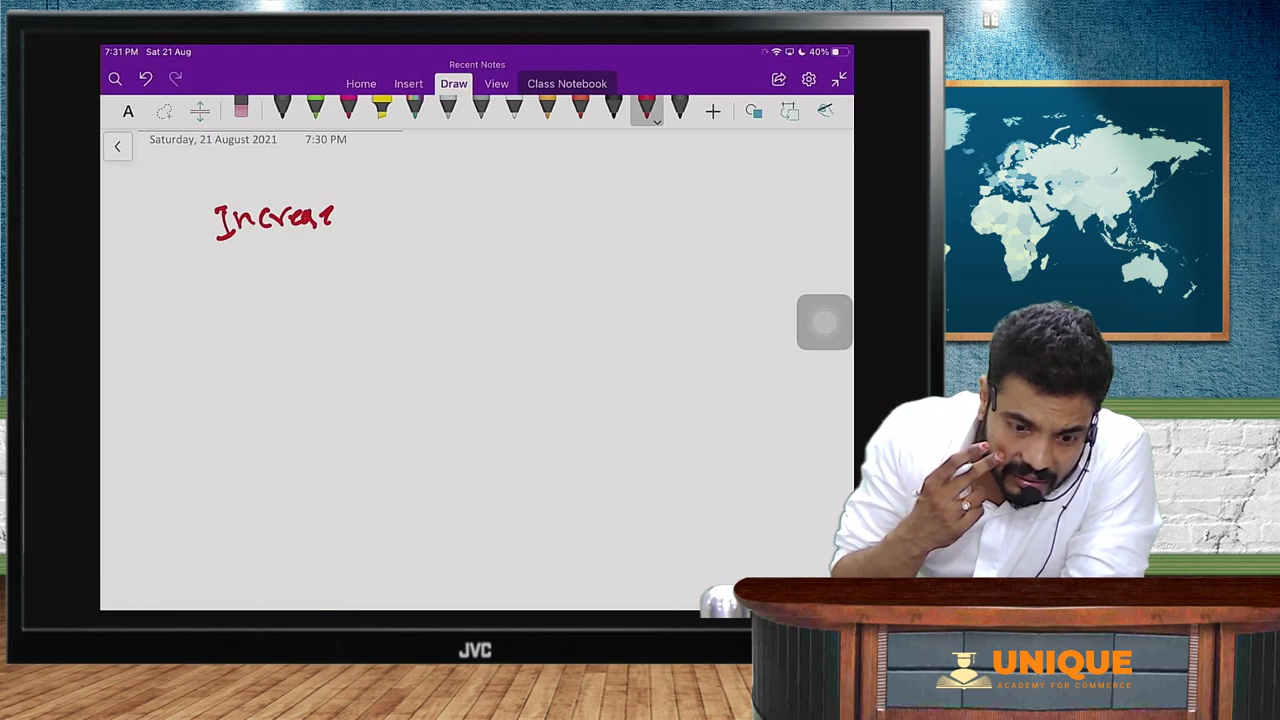 7:31 PM Sat 21 Aug
40%
Recent Notes
Home Insert Draw View Class Notebook
A
Saturday, 21 August 2021 7:30 PM
Increase
JVC
UNIQUE
ACADEMY FOR COMMERCE